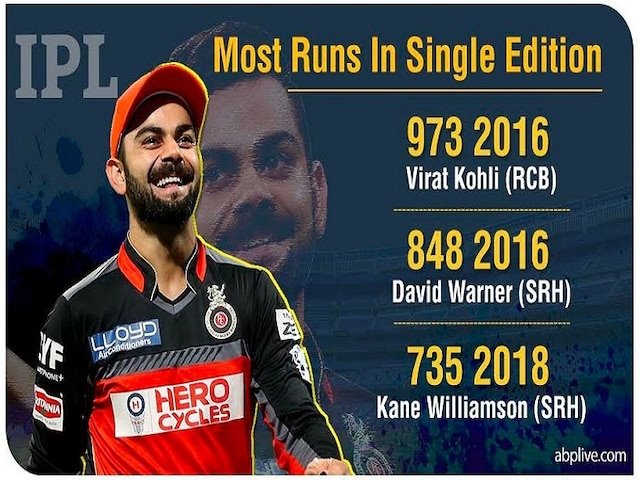 IPL
Most Runs In Single Edition
973 2016
Virat Kohli (RCB)
848 2016
David Warner (SRH)
735 2018
Kane Williamson (SRH)
LLOYD
Air conditioners
HERO
CYCLES
BRITANNIA
abplive.com